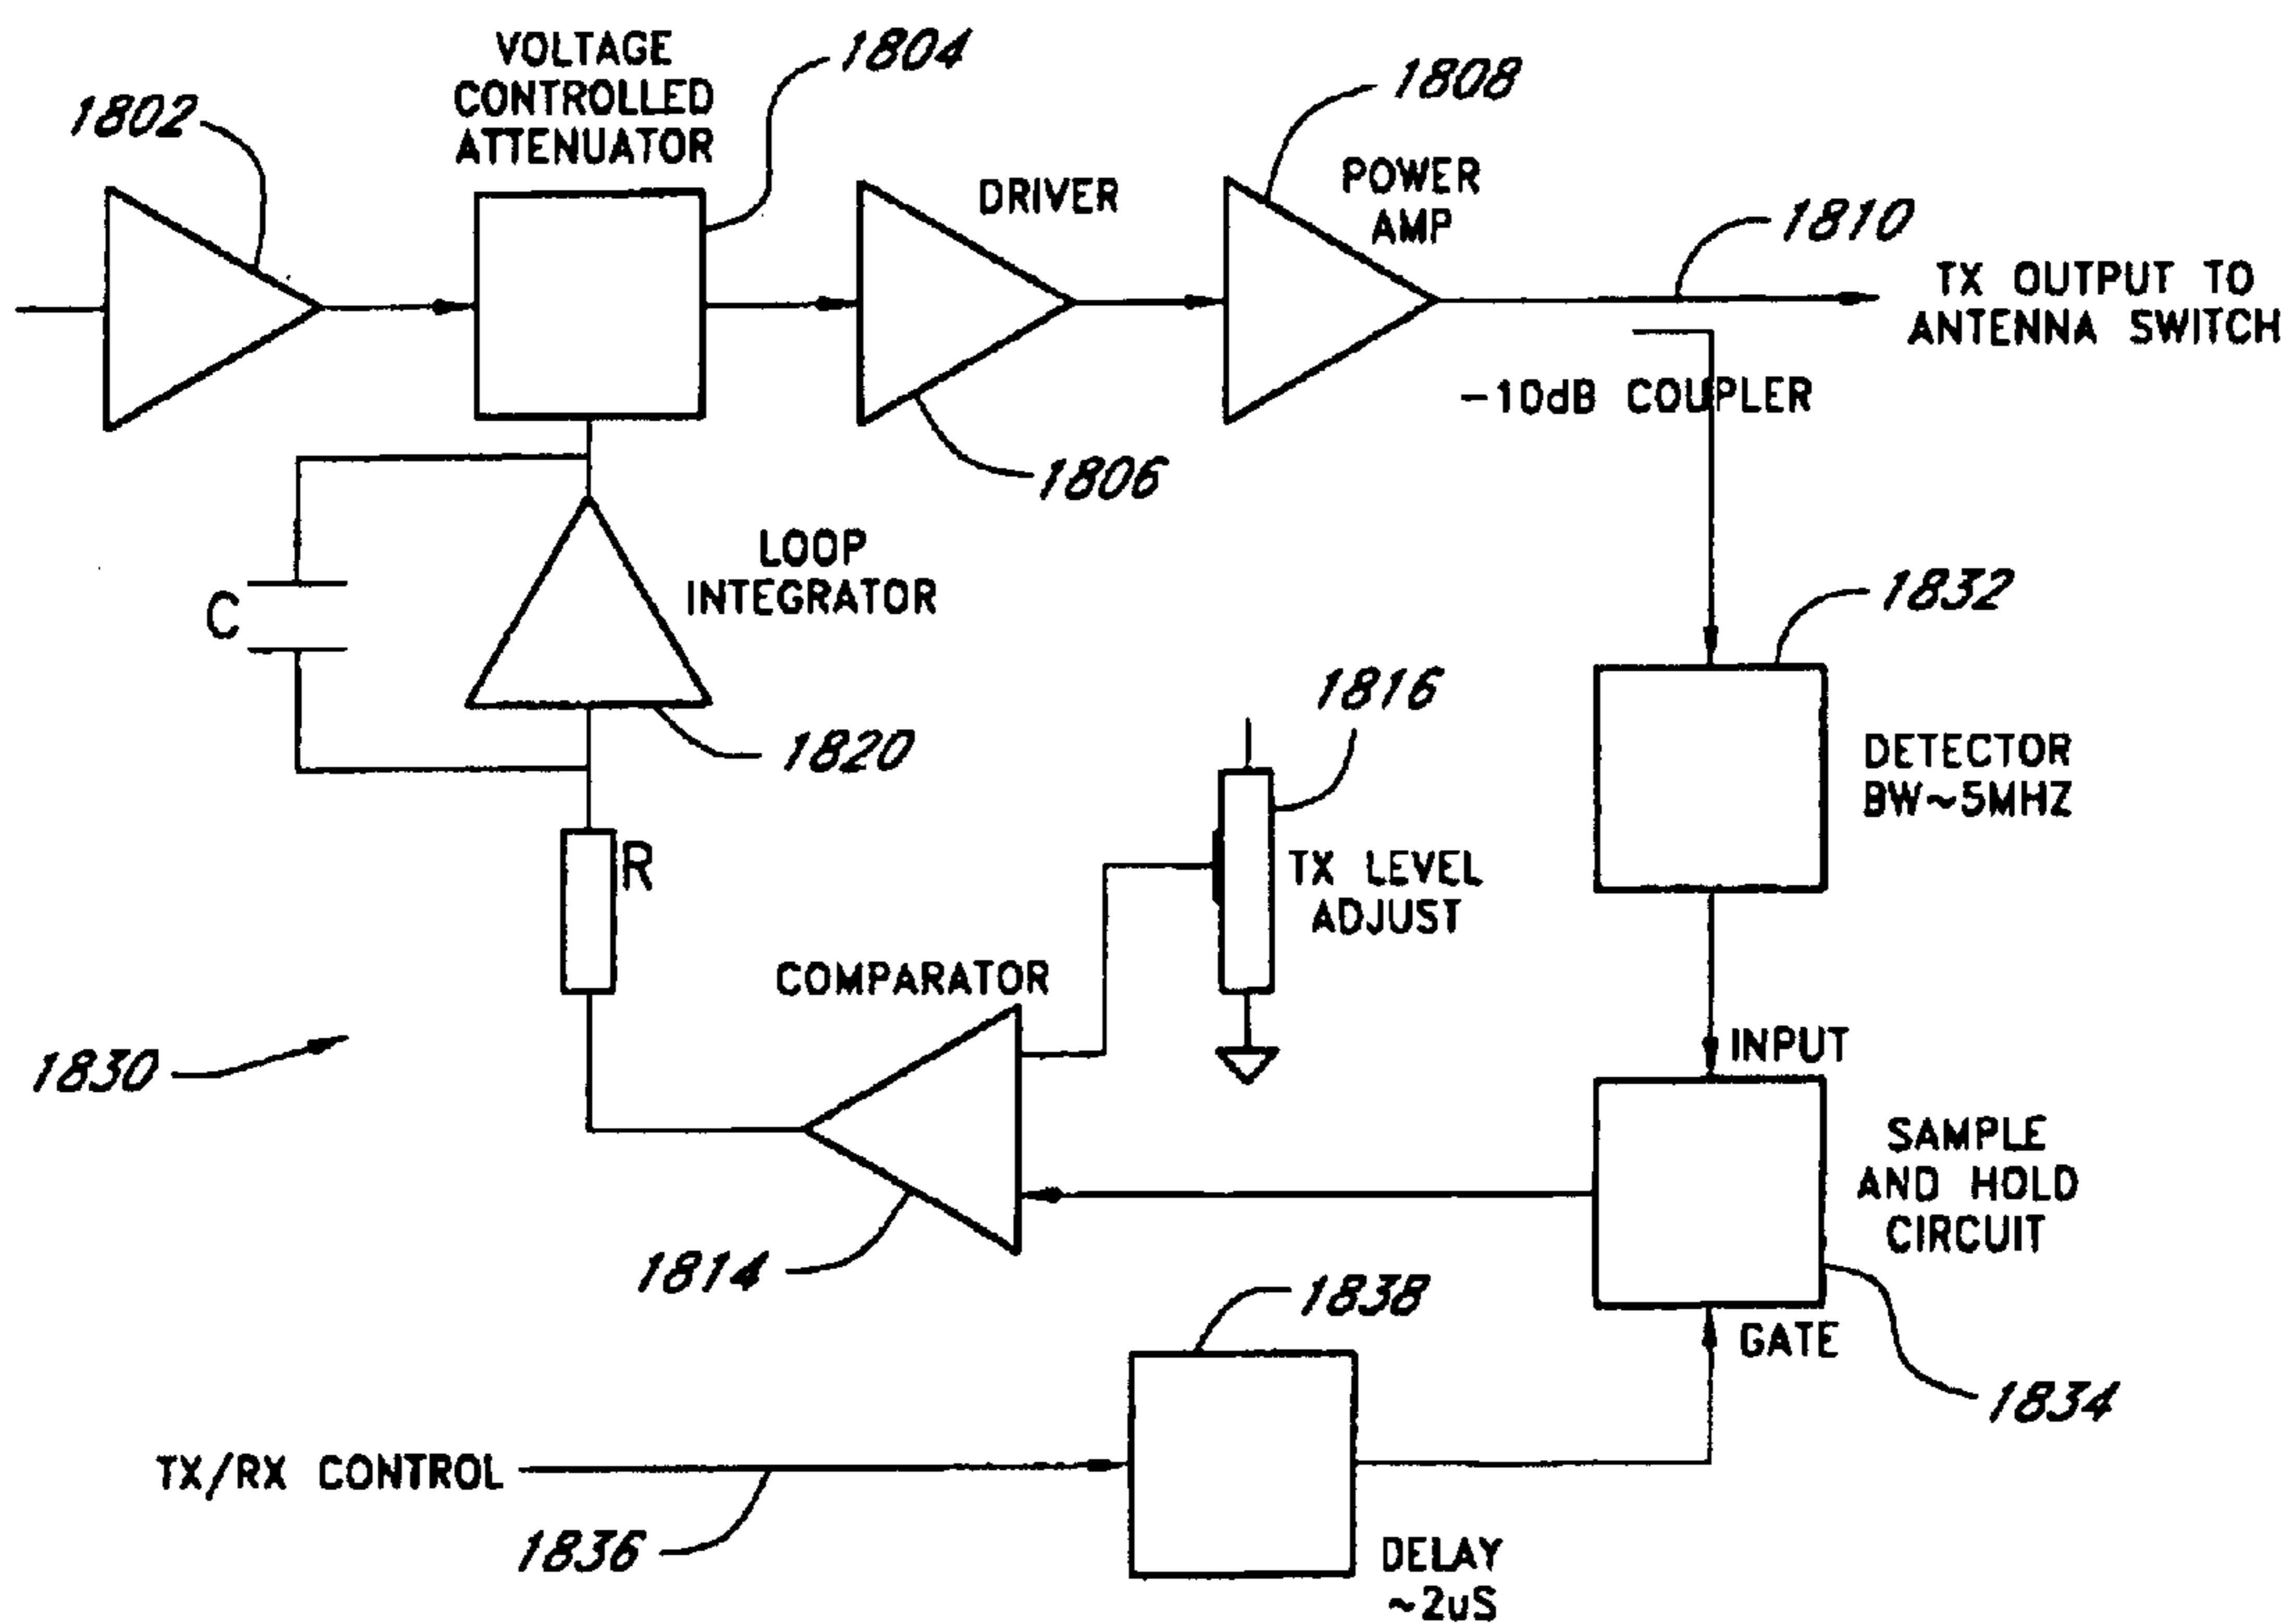 VOLTAGE
CONTROLLED
ATTENUATOR
1804
1802
1808
DRIVER
POWER
AMP
1810
TX OUTPUT TO
ANTENNA SWITCH
-10dB COUPLER
1806
LOOP
INTEGRATOR
C
1832
1816
1820
DETECTOR
BW~5MHZ
R
TX LEVEL
ADJUST
COMPARATOR
INPUT
1830
SAMPLE
AND HOLD
CIRCUIT
1814
1838
GATE
1834
TX/RX CONTROL
1836
DELAY
~2uS